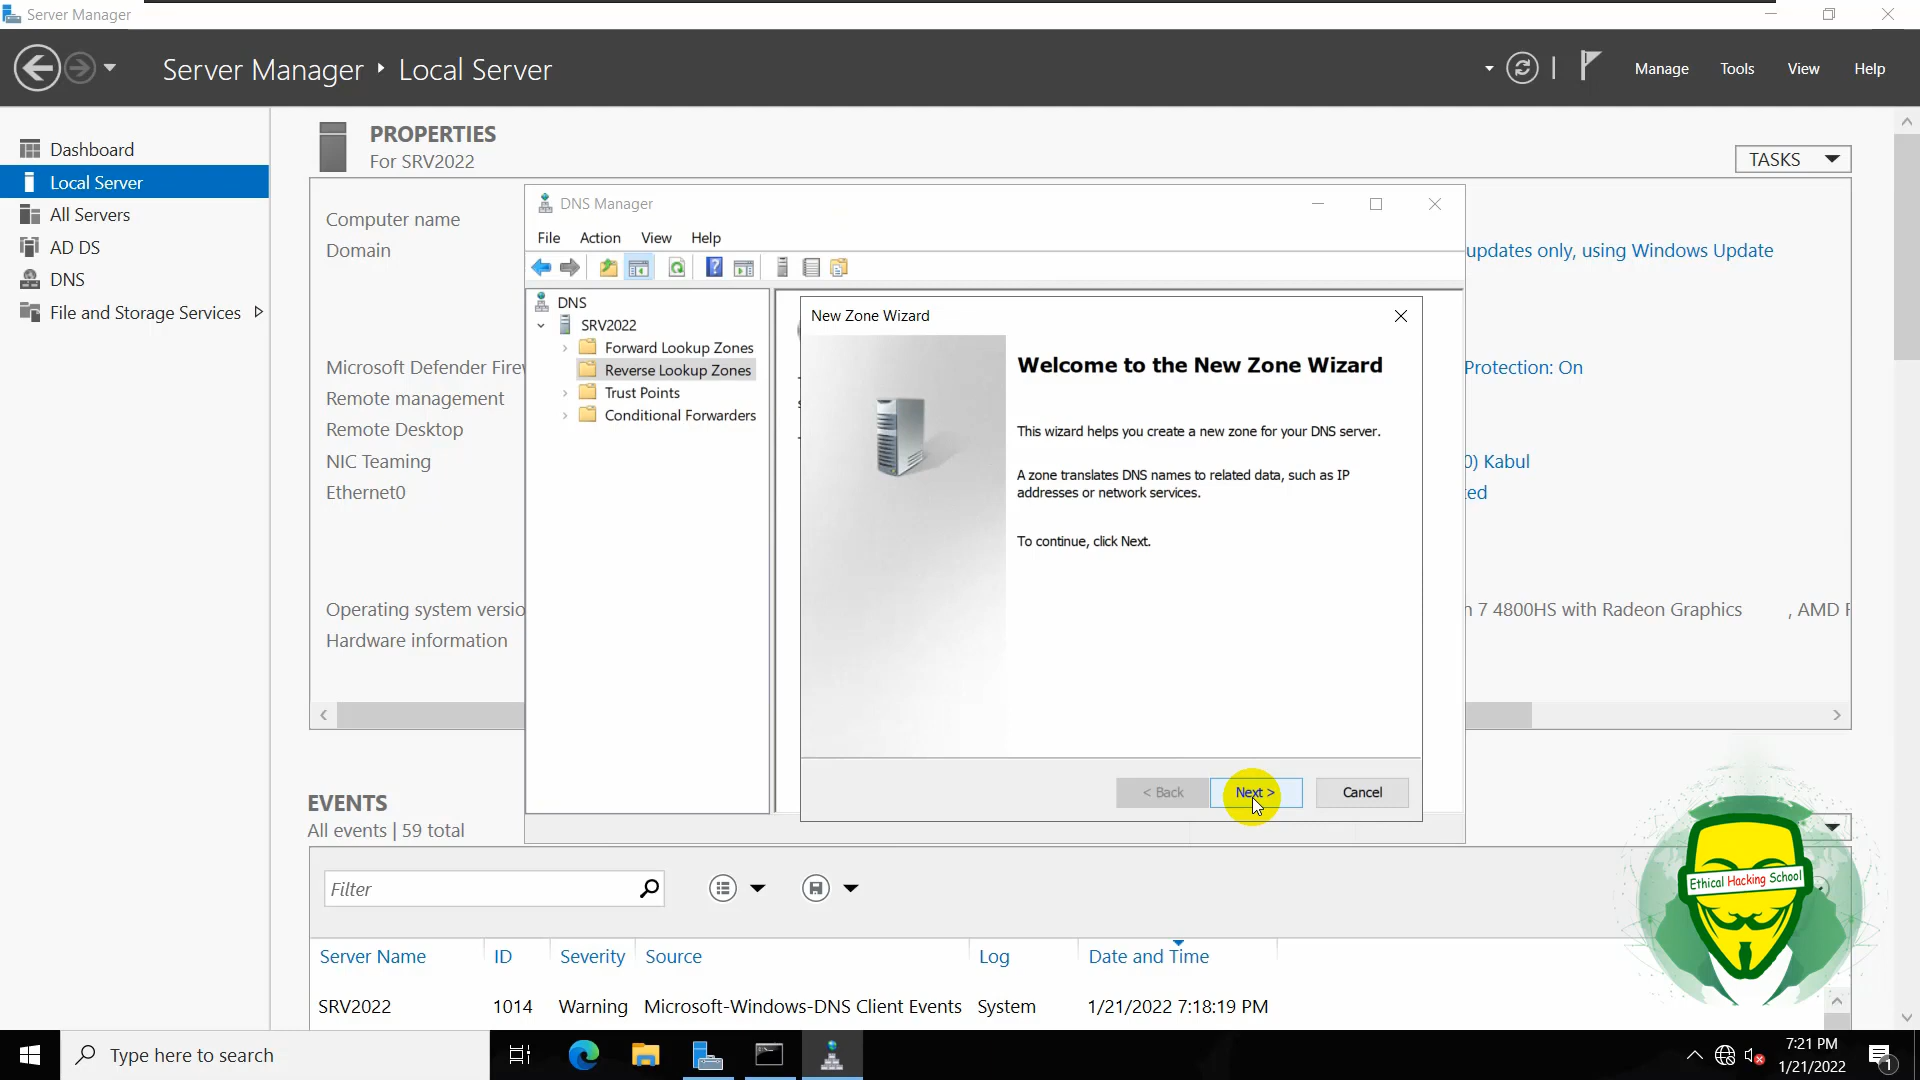 Server Manager
Server Manager
Local Server
Manage
Tools
View
Help
Dashboard
Local Server
All Servers
AD DS
DNS
File and Storage Services
PROPERTIES
For SRV2022
TASKS
Computer name
Domain
updates only, using Windows Update
Microsoft Defender Fire
Protection: On
Remote management
Remote Desktop
NIC Teaming
0) Kabul
Ethernet0
Operating system versio
7 4800HS with Radeon Graphics
, AMD
Hardware information
DNS Manager
File
Action
View
Help
DNS
SRV2022
Forward Lookup Zones
Reverse Lookup Zones
Trust Points
Conditional Forwarders
New Zone Wizard
Welcome to the New Zone Wizard
This wizard helps you create a new zone for your DNS server.
A zone translates DNS names to related data, such as IP
addresses or network services.
To continue, click Next.
< Back
Next >
Cancel
EVENTS
All events | 59 total
Filter
Server Name
ID
Severity
Source
Log
Date and Time
SRV2022
1014
Warning
Microsoft-Windows-DNS Client Events
System
1/21/2022 7:18:19 PM
Ethical Hacking School
Type here to search
7:21 PM
1/21/2022
1